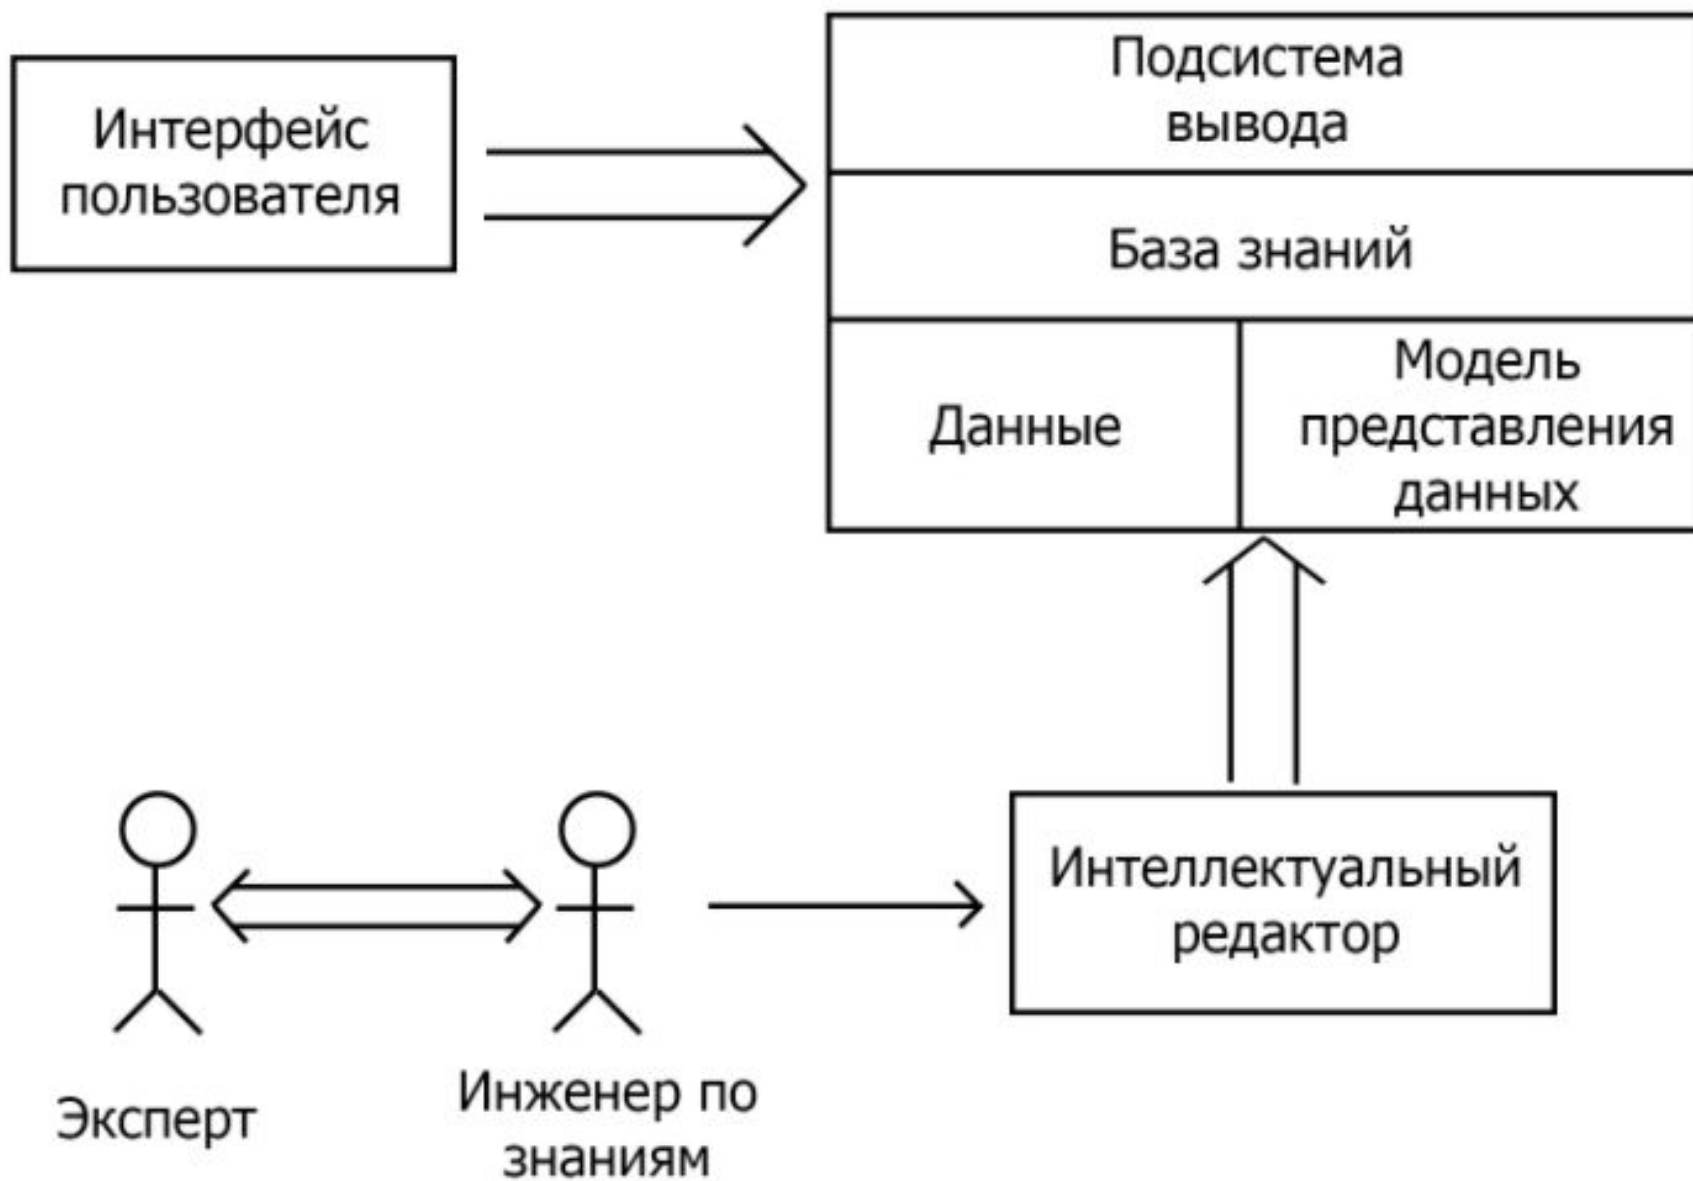 Интерфейс
пользователя
Подсистема
вывода
База знаний
Данные
Модель
представления
данных
Эксперт
Инженер по
знаниям
Интеллектуальный
редактор